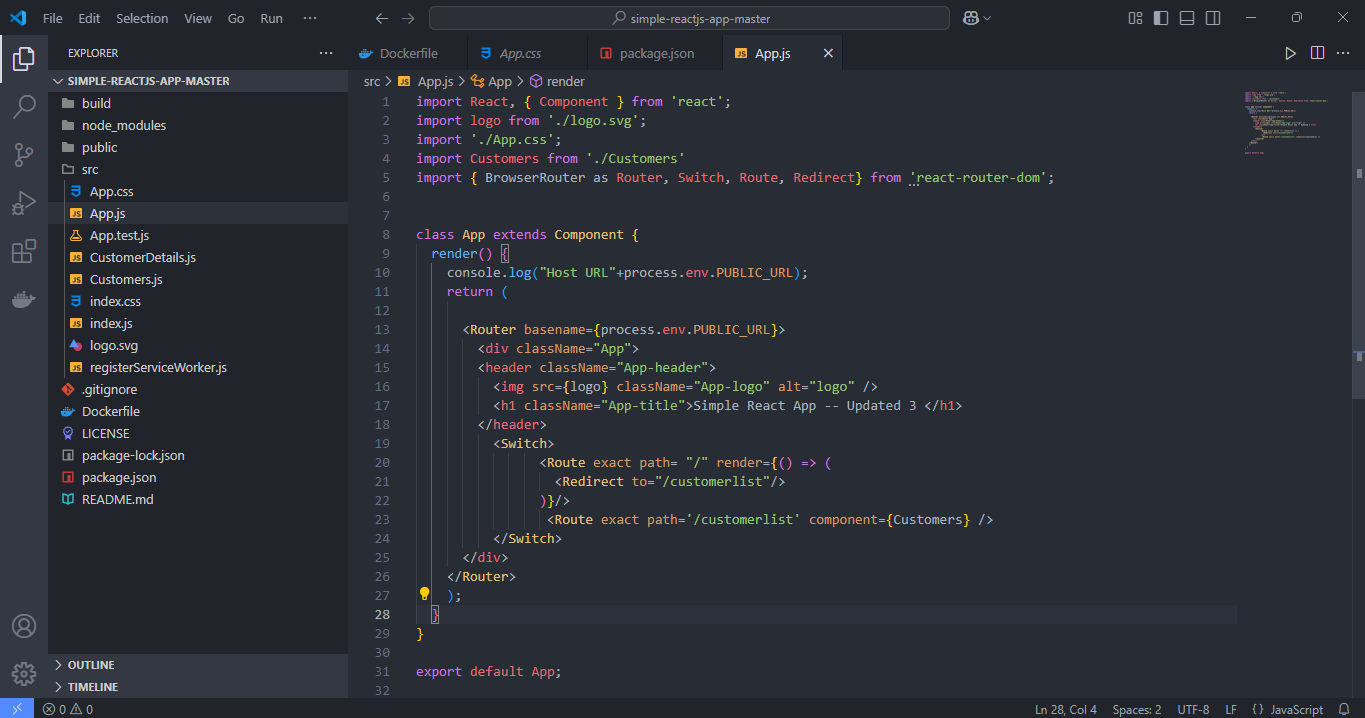 File Edit Selection View Go Run ··· simple-reactjs-app-master
EXPLORER ···
SIMPLE-REACTJS-APP-MASTER
build
node_modules
public
src
App.css
App.js
App.test.js
CustomerDetails.js
Customers.js
index.css
index.js
logo.svg
registerServiceWorker.js
.gitignore
Dockerfile
LICENSE
package-lock.json
package.json
README.md
OUTLINE
TIMELINE
Dockerfile App.css package.json JS App.js
src > JS App.js > App > render
1 import React, { Component } from 'react';
2 import logo from './logo.svg';
3 import './App.css';
4 import Customers from './Customers'
5 import { BrowserRouter as Router, Switch, Route, Redirect} from 'react-router-dom';
6
7
8 class App extends Component {
9 render() {
10 console.log("Host URL"+process.env.PUBLIC_URL);
11 return (
12
13 <Router basename={process.env.PUBLIC_URL}>
14 <div className="App">
15 <header className="App-header">
16 <img src={logo} className="App-logo" alt="logo" />
17 <h1 className="App-title">Simple React App -- Updated 3 </h1>
18 </header>
19 <Switch>
20 <Route exact path= "/" render={() => (
21 <Redirect to="/customerlist"/>
22 )}/>
23 <Route exact path='/customerlist' component={Customers} />
24 </Switch>
25 </div>
26 </Router>
27 );
28 }
29 }
30
31 export default App;
32
0 0 Ln 28, Col 4 Spaces: 2 UTF-8 LF {} JavaScript